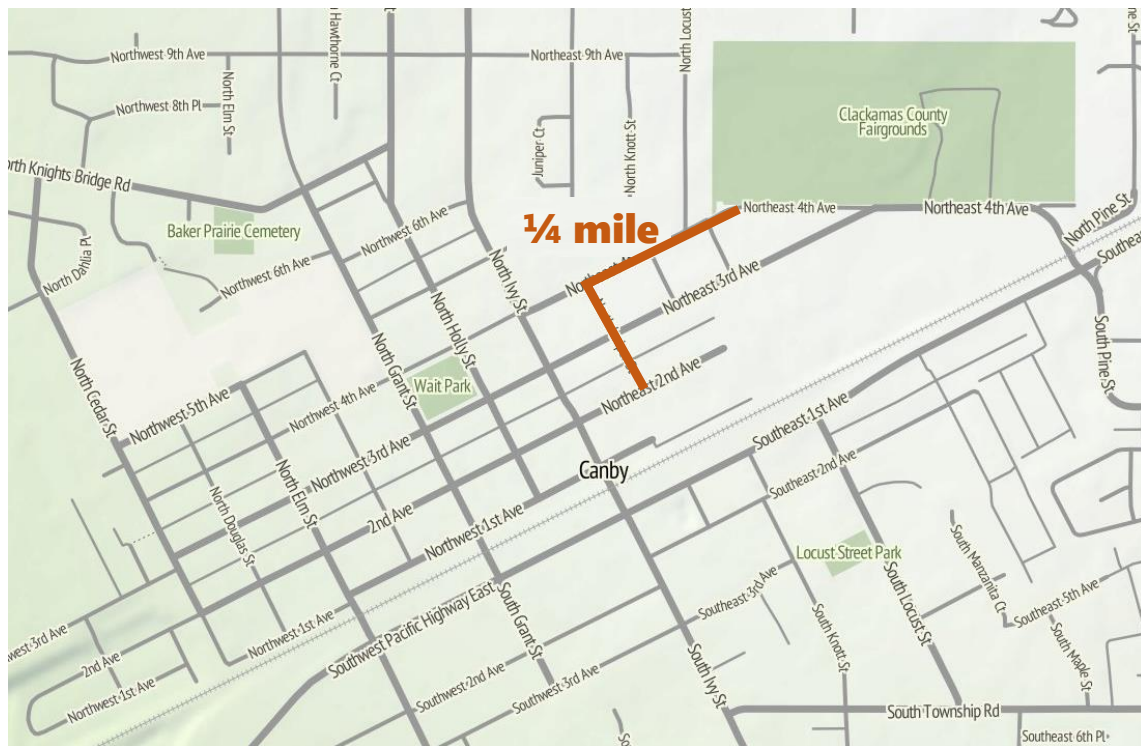 North Locust
Pine St
North Hawthorne Ct
Northwest 9th Ave
Northeast 9th Ave
North Elm St
Northwest 8th Pl
Clackamas County
Fairgrounds
Juniper Ct
North Knott St
North Knights Bridge Rd
Northeast 4th Ave
Northeast 4th Ave
North Pine St
¼ mile
Baker Prairie Cemetery
Northwest 6th Ave
North Dahlia Pl
Northwest 6th Ave
North Ivy St
Northeast 3rd Ave
Southeast
South Pine St
North Holly St
North Grant St
North Cedar St
Wait Park
Northeast 2nd Ave
Northwest 5th Ave
Northwest 4th Ave
Southeast 1st Ave
Northwest 3rd Ave
Canby
Southeast 2nd Ave
North Elm St
North Douglas St
2nd Ave
Northwest 1st Ave
Locust Street Park
South Manzanita Ct
South Locust St
Southeast 3rd Ave
Southeast 5th Ave
Southwest Pacific Highway East
South Grant St
Northwest 1st Ave
west 3rd Ave
2nd Ave
South Knott St
South Maple St
South Ivy St
Southwest 2nd Ave
Southwest 3rd Ave
Northwest 1st Ave
South Township Rd
Southeast 6th Pl